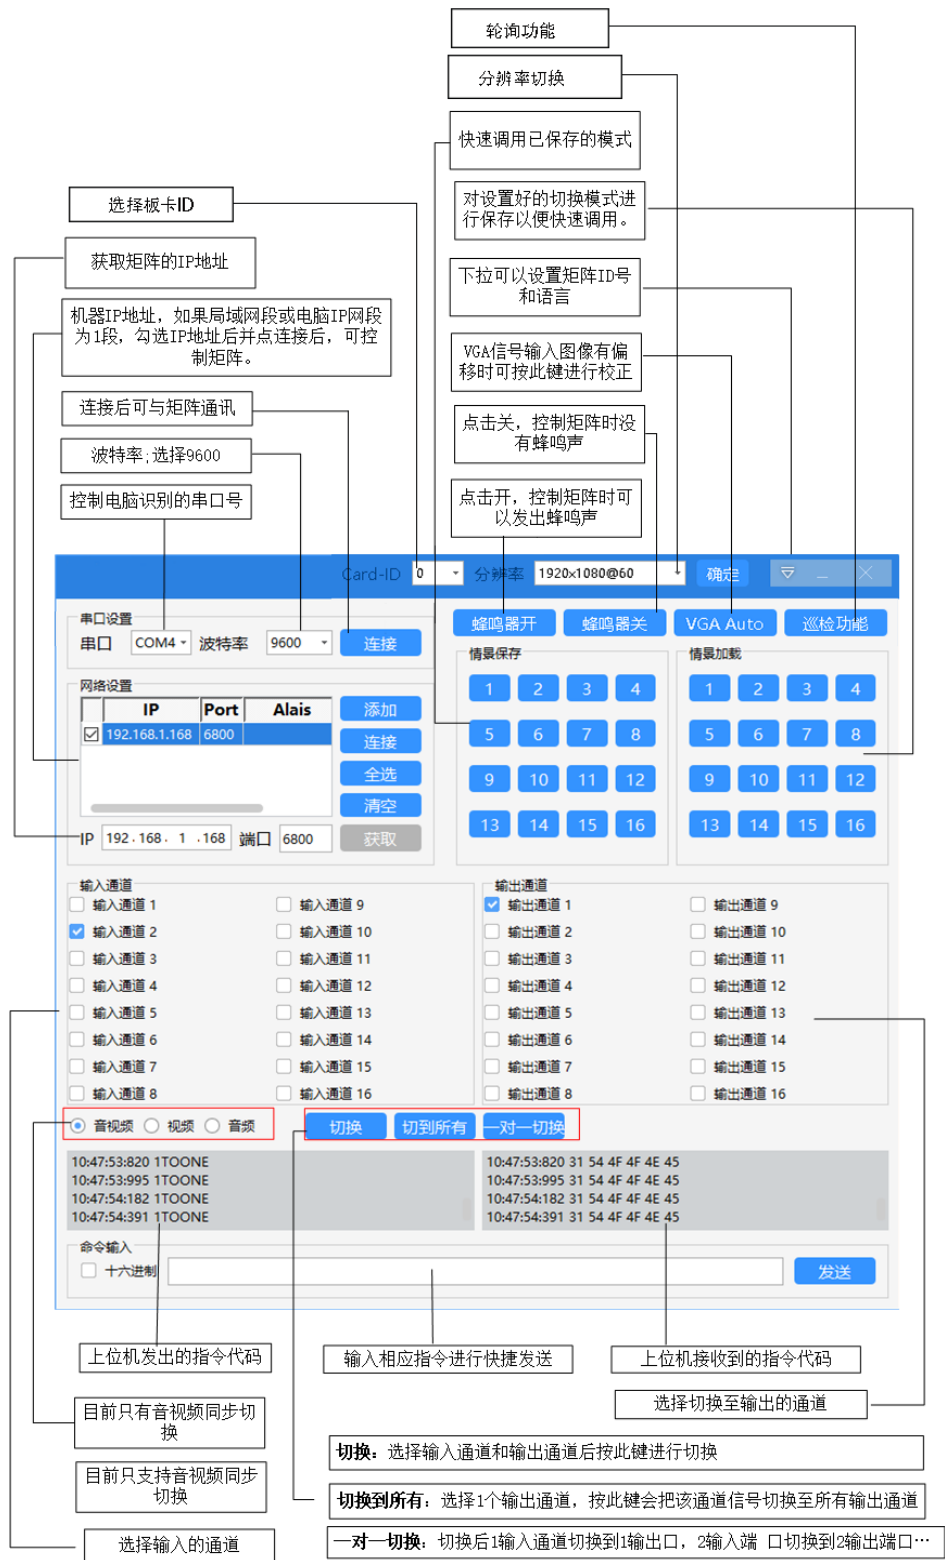 轮询功能
分辨率切换
快速调用已保存的模式
对设置好的切换模式进
行保存以便快速调用。
选择板卡ID
获取矩阵的IP地址
下拉可以设置矩阵ID号
和语言
机器IP地址，如果局域网段或电脑IP网段
为1段，勾选IP地址后并点连接后，可控
制矩阵。
VGA信号输入图像有偏
移时可按此键进行校正
连接后可与矩阵通讯
点击关，控制矩阵时没
有蜂鸣声
波特率;选择9600
控制电脑识别的串口号
点击开，控制矩阵时可
以发出蜂鸣声
Card-ID 0 分辨率 1920×1080@60 确定
串口设置
串口 COM4 波特率 9600 连接
蜂鸣器开 蜂鸣器关 VGA Auto 巡检功能
网络设置
IP Port Alais
192.168.1.168 6800
添加
连接
全选
清空
IP 192.168. 1 .168 端口 6800 获取
情景保存
1 2 3 4
5 6 7 8
9 10 11 12
13 14 15 16
情景加载
1 2 3 4
5 6 7 8
9 10 11 12
13 14 15 16
输入通道
输入通道 1 输入通道 9
输入通道 2 输入通道 10
输入通道 3 输入通道 11
输入通道 4 输入通道 12
输入通道 5 输入通道 13
输入通道 6 输入通道 14
输入通道 7 输入通道 15
输入通道 8 输入通道 16
输出通道
输出通道 1 输出通道 9
输出通道 2 输出通道 10
输出通道 3 输出通道 11
输出通道 4 输出通道 12
输出通道 5 输出通道 13
输出通道 6 输出通道 14
输出通道 7 输出通道 15
输出通道 8 输出通道 16
音视频 视频 音频 切换 切到所有 一对一切换
10:47:53:820 1TOONE
10:47:53:995 1TOONE
10:47:54:182 1TOONE
10:47:54:391 1TOONE
10:47:53:820 31 54 4F 4F 4E 45
10:47:53:995 31 54 4F 4F 4E 45
10:47:54:182 31 54 4F 4F 4E 45
10:47:54:391 31 54 4F 4F 4E 45
命令输入
十六进制 发送
上位机发出的指令代码
输入相应指令进行快捷发送
上位机接收到的指令代码
选择切换至输出的通道
目前只有音视频同步切
换
切换：选择输入通道和输出通道后按此键进行切换
目前只支持音视频同步
切换
切换到所有：选择1个输出通道，按此键会把该通道信号切换至所有输出通道
选择输入的通道
一对一切换：切换后1输入通道切换到1输出口，2输入端 口切换到2输出端口…